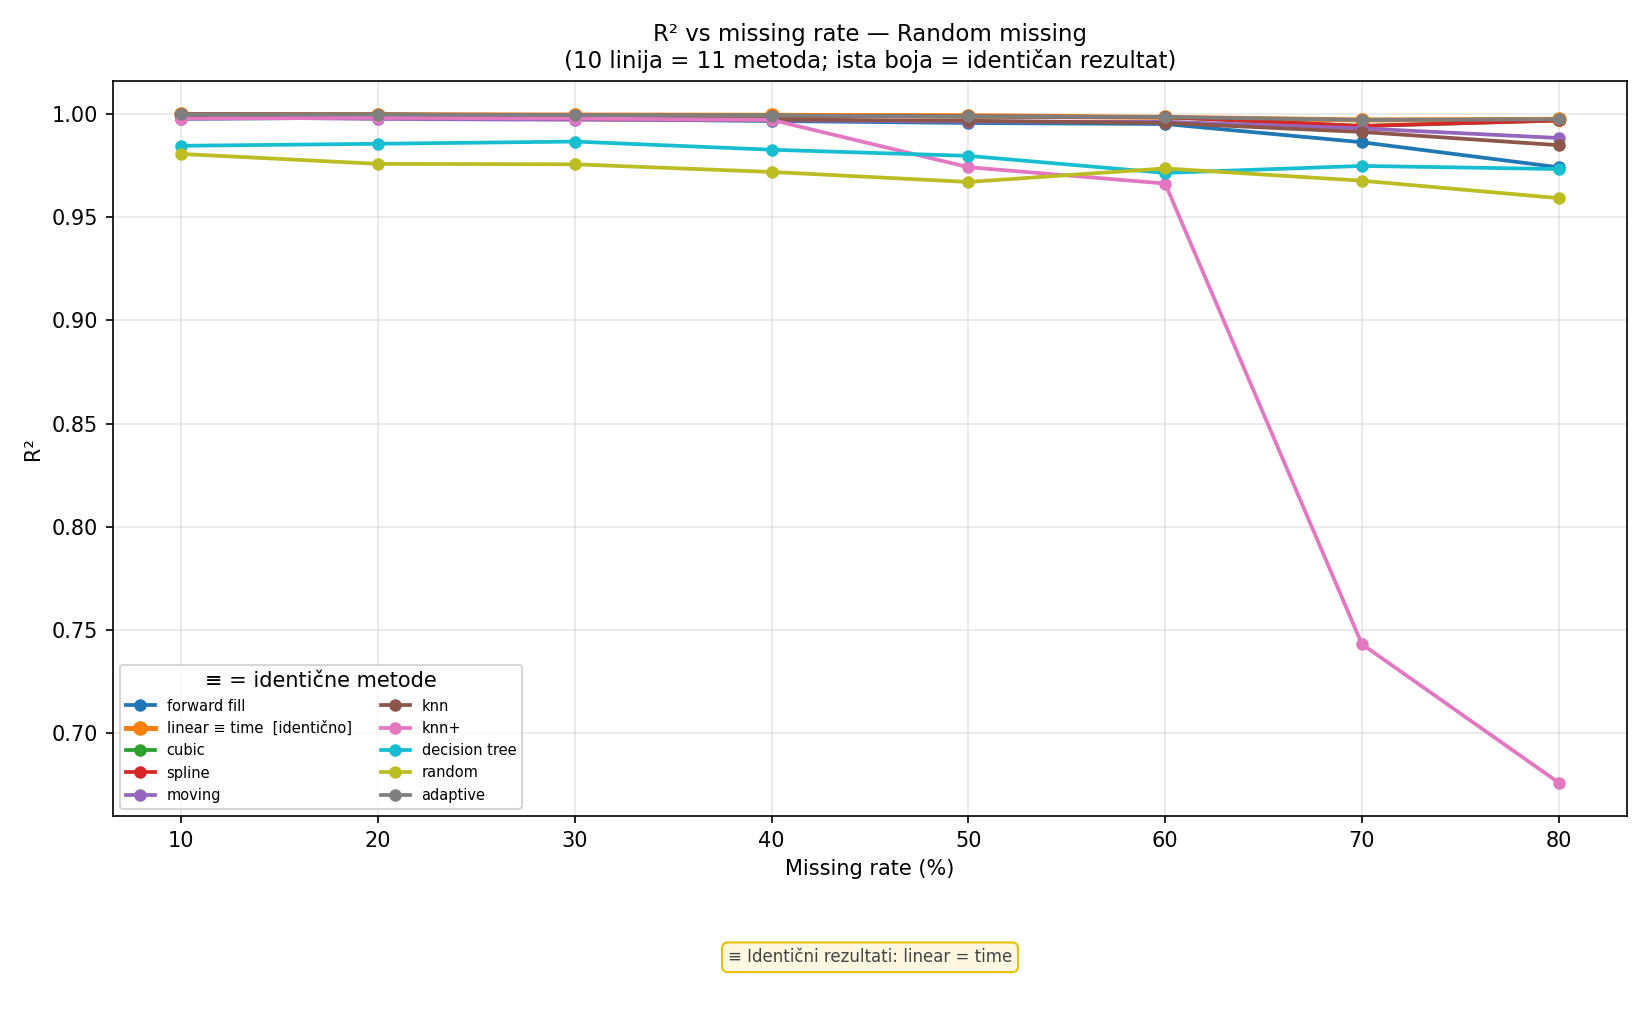 R² vs missing rate — Random missing
(10 linija = 11 metoda; ista boja = identičan rezultat)
R²
1.00
0.95
0.90
0.85
0.80
0.75
0.70
≡ = identične metode
forward fill
linear ≡ time [identično]
cubic
spline
moving
knn
knn+
decision tree
random
adaptive
10 20 30 40 50 60 70 80
Missing rate (%)
≡ Identični rezultati: linear = time